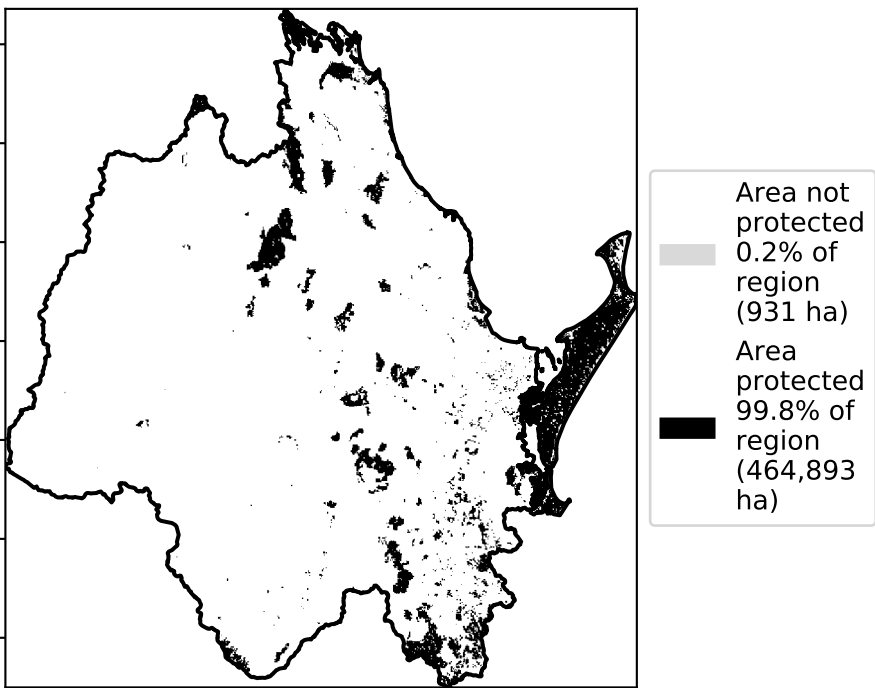 Area not
protected
0.2% of
region
(931 ha)
Area
protected
99.8% of
region
(464,893
ha)